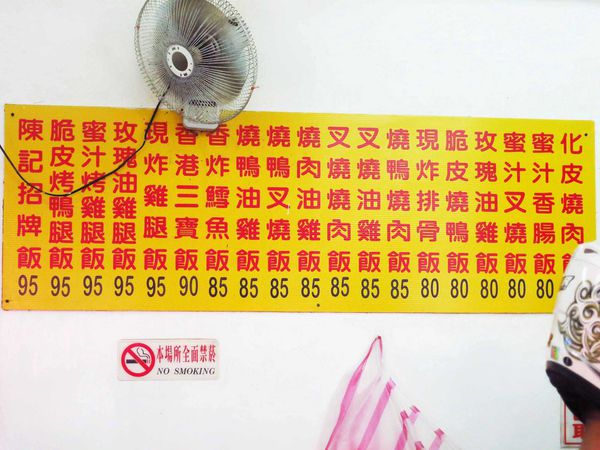 陳記招牌飯 95
脆皮烤鴨腿飯 95
蜜汁烤雞腿飯 95
玫瑰油雞腿飯 95
現炸雞腿飯 95
香港三寶飯 90
香炸鱈魚飯 85
燒鴨油雞飯 85
燒鴨叉燒飯 85
燒肉油雞飯 85
叉燒燒肉飯 85
叉燒油雞飯 85
燒鴨燒肉飯 85
現炸排骨飯 80
脆皮燒鴨飯 80
玫瑰油雞飯 80
蜜汁叉燒飯 80
蜜汁香腸飯 80
化皮燒肉飯
本場所全面禁菸
NO SMOKING